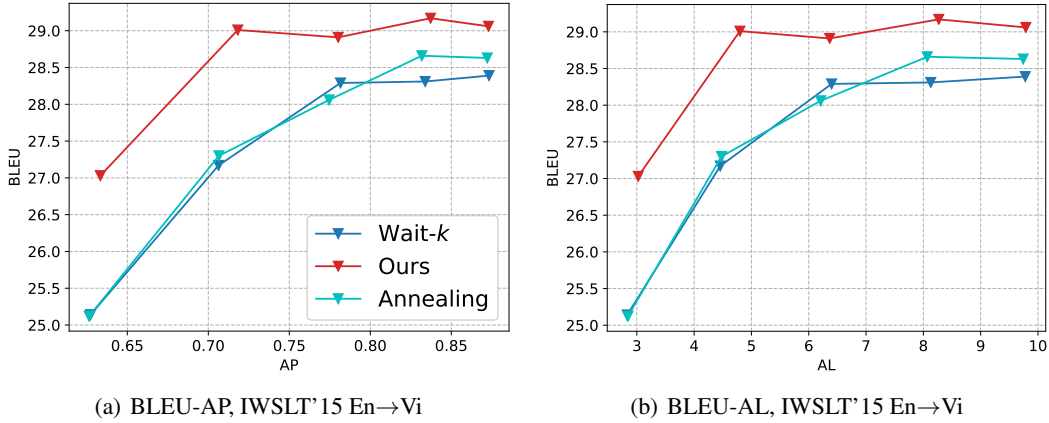 29.0
28.5
28.0
27.5
27.0
26.5
26.0
25.5
25.0
BLEU
0.65 0.70 0.75 0.80 0.85
AP
Wait-k
Ours
Annealing
(a) BLEU-AP, IWSLT’15 En→Vi
29.0
28.5
28.0
27.5
27.0
26.5
26.0
25.5
25.0
BLEU
3 4 5 6 7 8 9 10
AL
(b) BLEU-AL, IWSLT’15 En→Vi